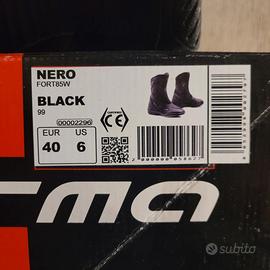 NERO
FORT85W
BLACK
99
00002296
CE
EUR US
40 6
subito